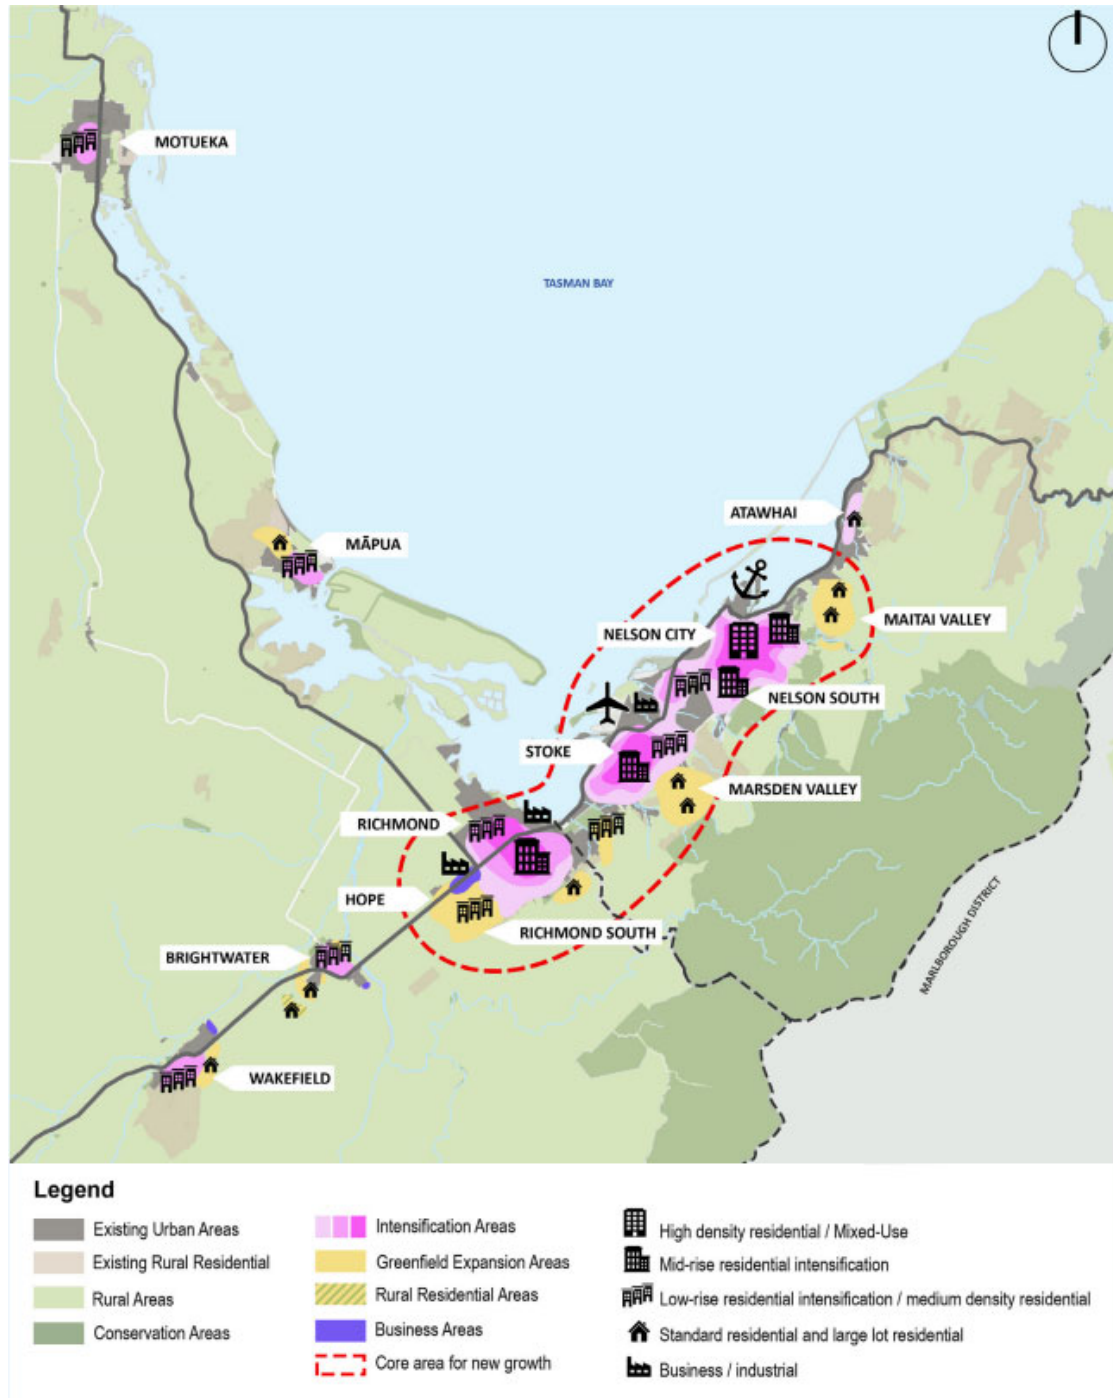 MOTUEKA
TASMAN BAY
ATAWHAI
MĀPUA
MAITAI VALLEY
NELSON CITY
NELSON SOUTH
STOKE
MARSDEN VALLEY
RICHMOND
HOPE
RICHMOND SOUTH
BRIGHTWATER
MARLBOROUGH DISTRICT
WAKEFIELD
Legend
Existing Urban Areas
Existing Rural Residential
Rural Areas
Conservation Areas
Intensification Areas
Greenfield Expansion Areas
Rural Residential Areas
Business Areas
Core area for new growth
High density residential / Mixed-Use
Mid-rise residential intensification
Low-rise residential intensification / medium density residential
Standard residential and large lot residential
Business / industrial